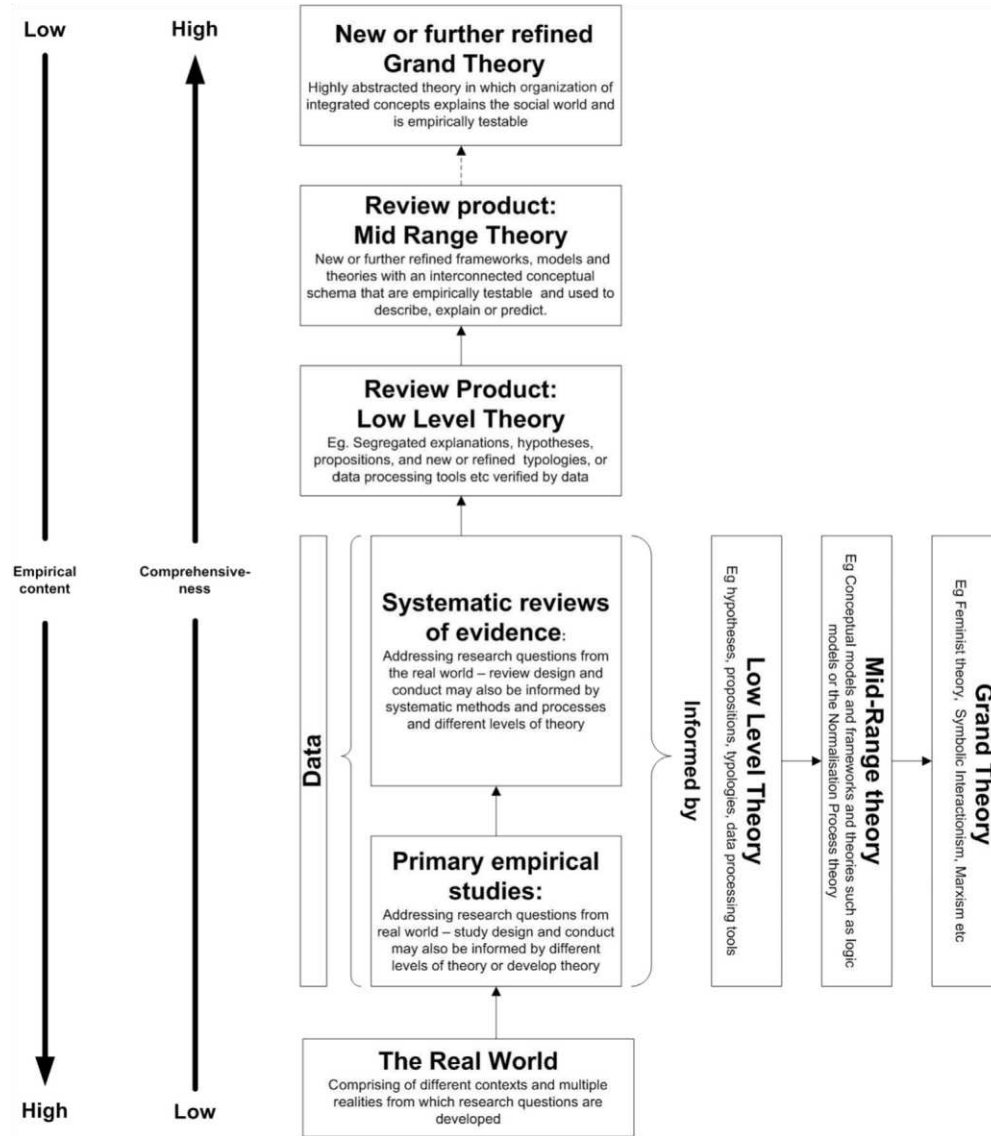 Low
High
New or further refined
Grand Theory
Highly abstracted theory in which organization of
integrated concepts explains the social world and
is empirically testable
Review product:
Mid Range Theory
New or further refined frameworks, models and
theories with an interconnected conceptual
schema that are empirically testable and used to
describe, explain or predict.
Review Product:
Low Level Theory
Eg. Segregated explanations, hypotheses,
propositions, and new or refined typologies, or
data processing tools etc verified by data
Empirical
content
Comprehensive-
ness
Data
Systematic reviews
of evidence:
Addressing research questions from
the real world – review design and
conduct may also be informed by
systematic methods and processes
and different levels of theory
Primary empirical
studies:
Addressing research questions from
real world – study design and conduct
may also be informed by different
levels of theory or develop theory
Informed by
Low Level Theory
Eg hypotheses, propositions, typologies, data processing tools
Mid-Range theory
Eg Conceptual models and frameworks and theories such as logic
models or the Normalisation Process theory
Grand Theory
Eg Feminist theory, Symbolic Interactionism, Marxism etc
The Real World
Comprising of different contexts and multiple
realities from which research questions are
developed
High
Low